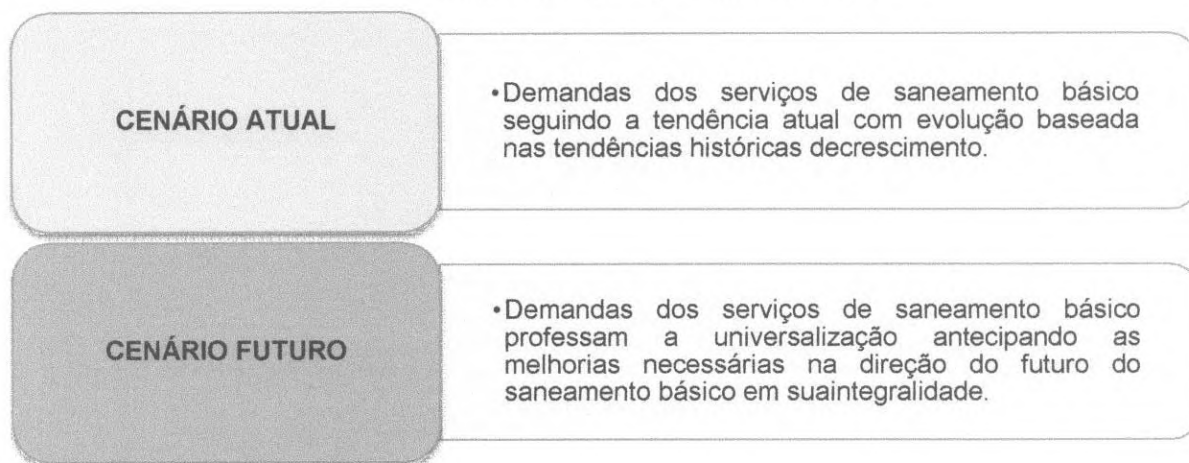 CENÁRIO ATUAL
•Demandas dos serviços de saneamento básico
seguindo a tendência atual com evolução baseada
nas tendências históricas decrescimento.
CENÁRIO FUTURO
•Demandas dos serviços de saneamento básico
professam a universalização antecipando as
melhorias necessárias na direção do futuro do
saneamento básico em suaintegralidade.